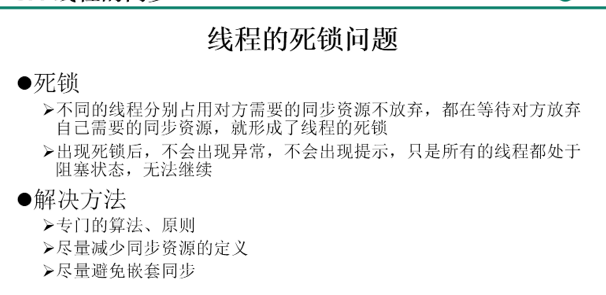 线程的死锁问题
●死锁
➢不同的线程分别占用对方需要的同步资源不放弃，都在等待对方放弃
自己需要的同步资源，就形成了线程的死锁
➢出现死锁后，不会出现异常，不会出现提示，只是所有的线程都处于
阻塞状态，无法继续
●解决方法
➢专门的算法、原则
➢尽量减少同步资源的定义
➢尽量避免嵌套同步